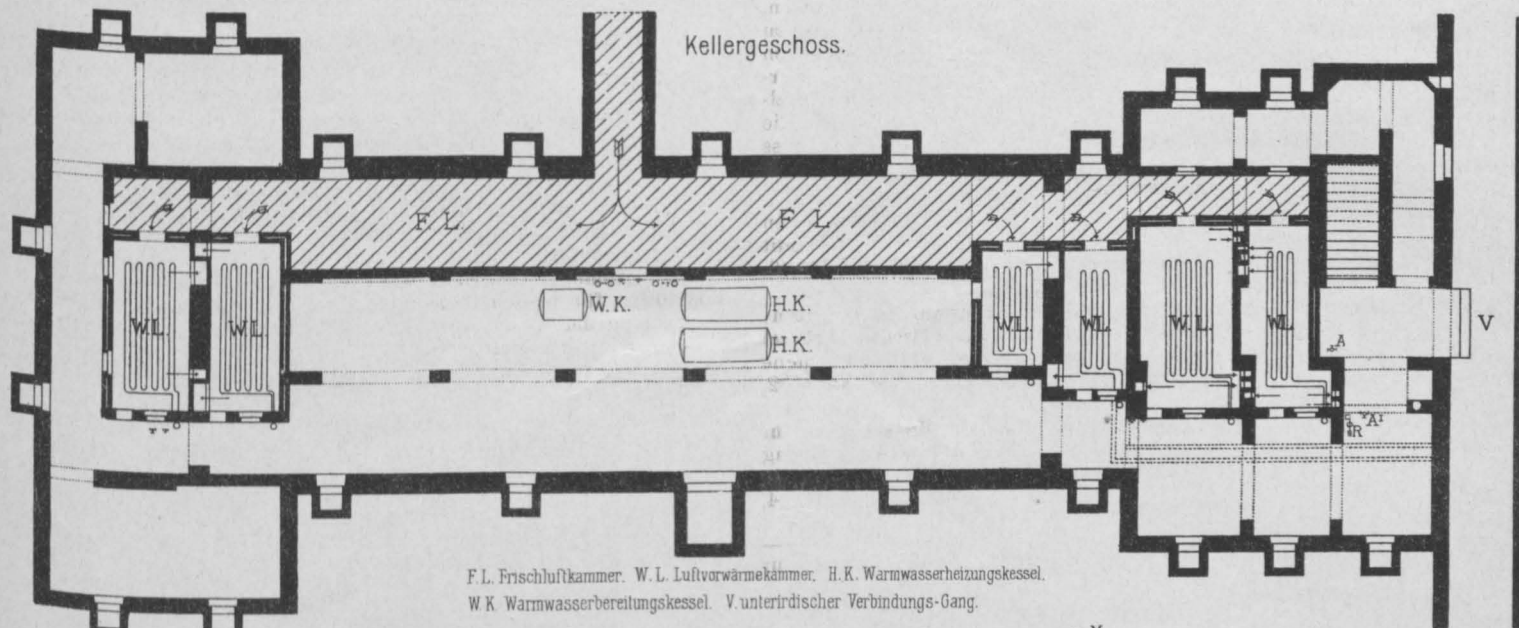 Kellergeschoss.
F. L.
F. L.
W. K.
H.K.
H.K.
W.L.
W.L.
W.L.
W.L.
W. L.
W.L.
A
V
A¹
R
F. L. Frischluftkammer. W. L. Luftvorwärmekammer. H. K. Warmwasserheizungskessel.
W. K. Warmwasserbereitungskessel. V. unterirdischer Verbindungs-Gang.